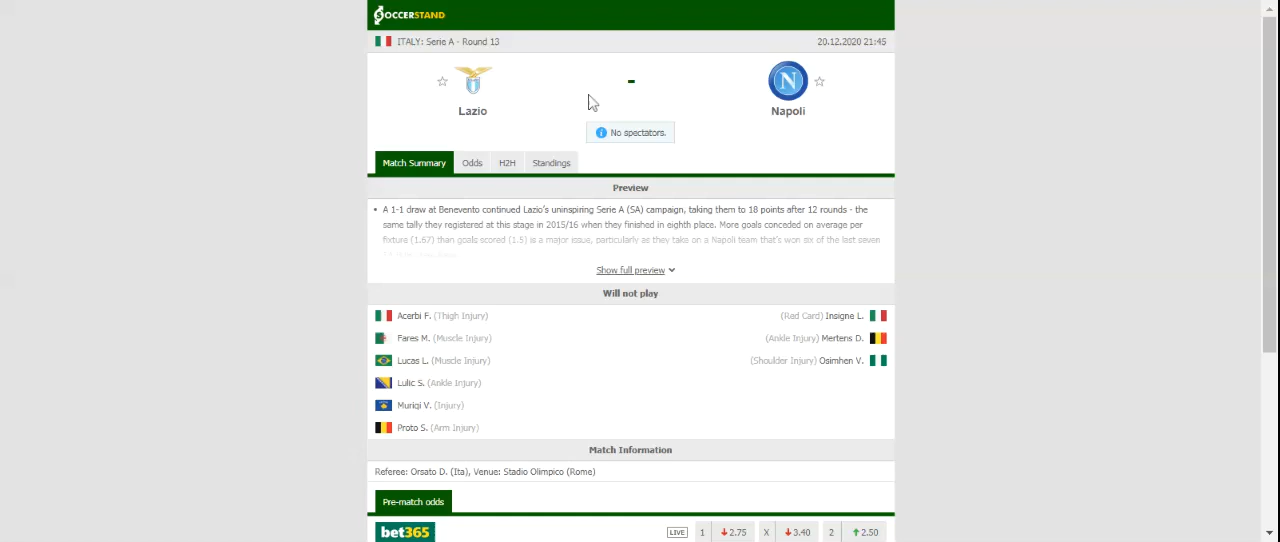 SOCCERSTAND
ITALY: Serie A - Round 13 20.12.2020 21:45
-
Lazio Napoli
No spectators.
Match Summary Odds H2H Standings
Preview
• A 1-1 draw at Benevento continued Lazio's uninspiring Serie A (SA) campaign, taking them to 18 points after 12 rounds - the
same tally they registered at this stage in 2015/16 when they finished in eighth place. More goals conceded on average per
fixture (1.67) then goals scored (1.5) is a major issue, particularly as they take on a Napoli team that's won six of the last seven
Show full preview
Will not play
Acerbi F. (Thigh Injury) (Red Card) Insigne L.
Fares M. (Muscle Injury) (Ankle Injury) Mertens D.
Lucas L. (Muscle Injury) (Shoulder Injury) Osimhen V.
Lulic S. (Ankle Injury)
Muriqi V. (Injury)
Proto S. (Arm Injury)
Match Information
Referee: Orsato D. (Ita), Venue: Stadio Olimpico (Rome)
Pre-match odds
bet365 LIVE 1 2.75 X 3.40 2 2.50